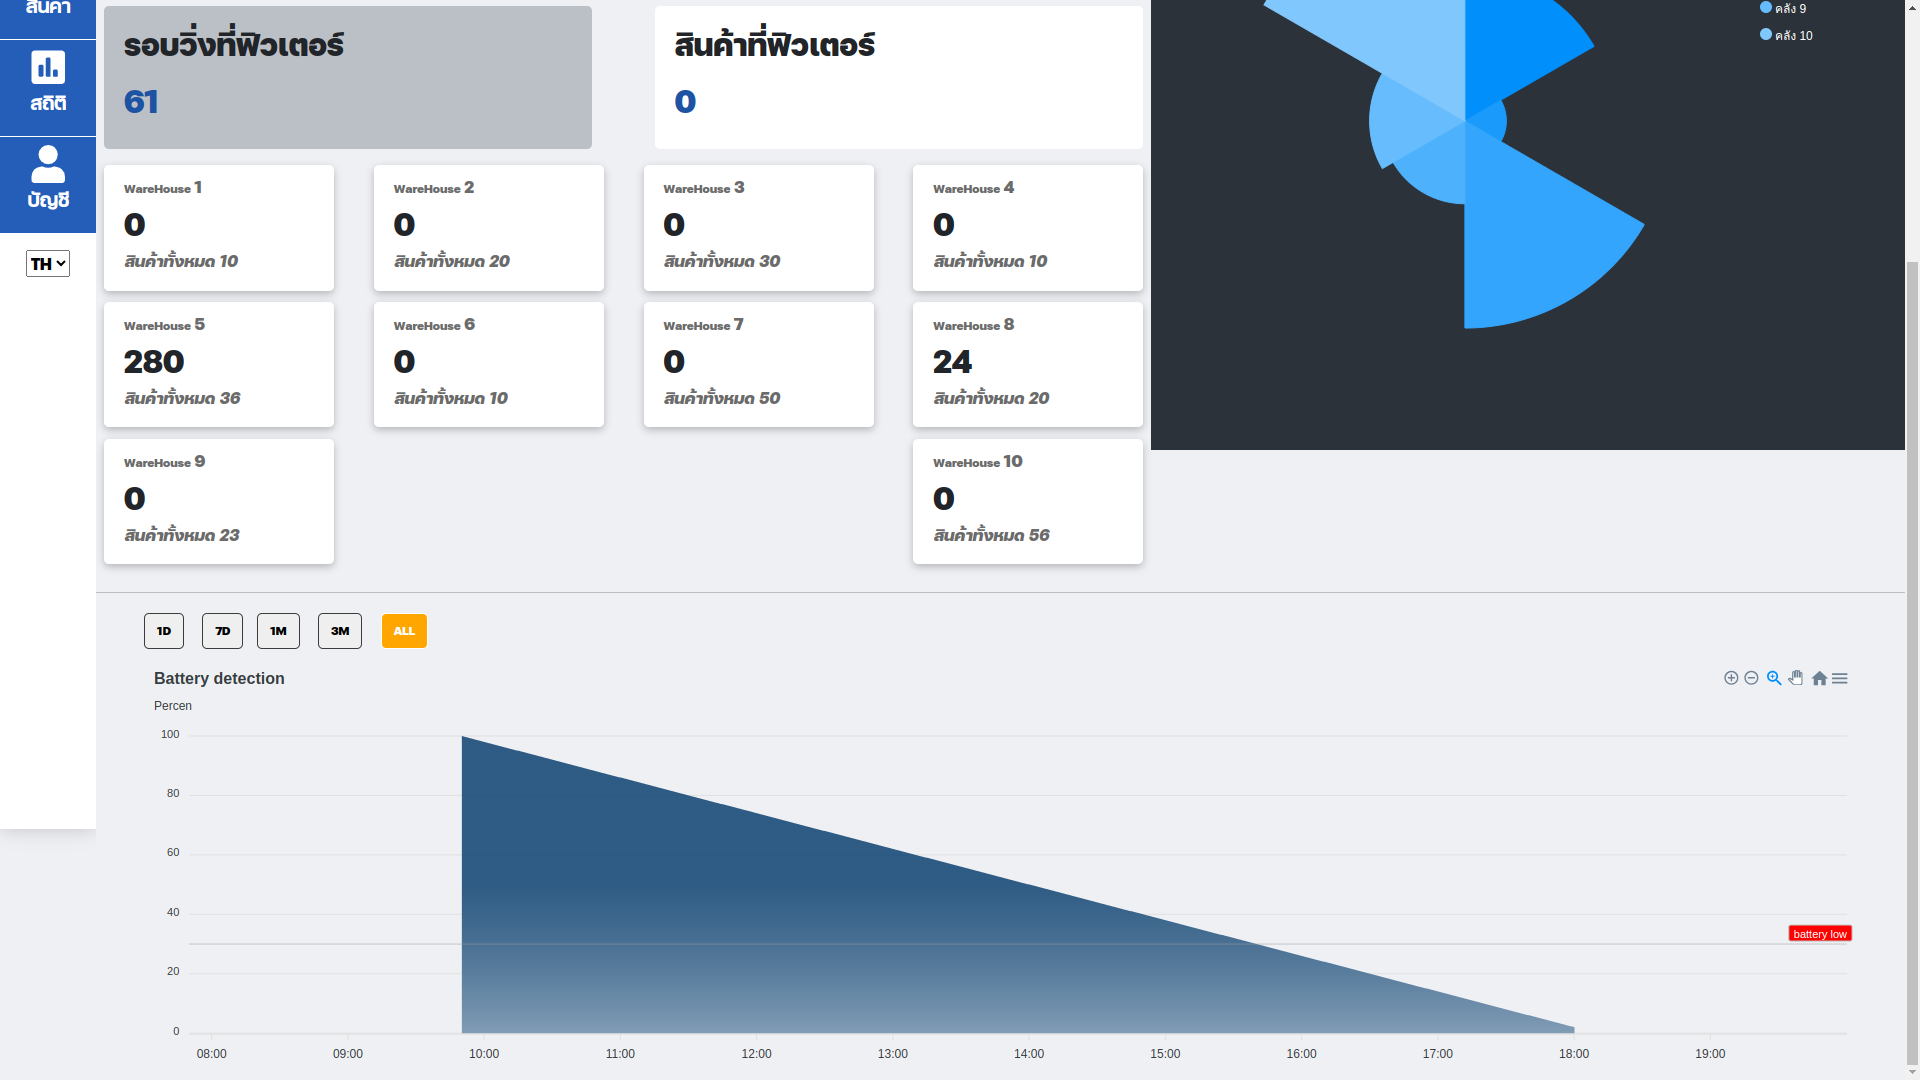 สินค้า
สถิติ
บัญชี
TH
รอบวิ่งที่ฟิวเตอร์
61
สินค้าที่ฟิวเตอร์
0
WareHouse 1
0
สินค้าทั้งหมด 10
WareHouse 2
0
สินค้าทั้งหมด 20
WareHouse 3
0
สินค้าทั้งหมด 30
WareHouse 4
0
สินค้าทั้งหมด 10
WareHouse 5
280
สินค้าทั้งหมด 36
WareHouse 6
0
สินค้าทั้งหมด 10
WareHouse 7
0
สินค้าทั้งหมด 50
WareHouse 8
24
สินค้าทั้งหมด 20
WareHouse 9
0
สินค้าทั้งหมด 23
WareHouse 10
0
สินค้าทั้งหมด 56
คลัง 9
คลัง 10
1D
7D
1M
3M
ALL
Battery detection
Percen
100
80
60
40
20
0
battery low
08:00
09:00
10:00
11:00
12:00
13:00
14:00
15:00
16:00
17:00
18:00
19:00